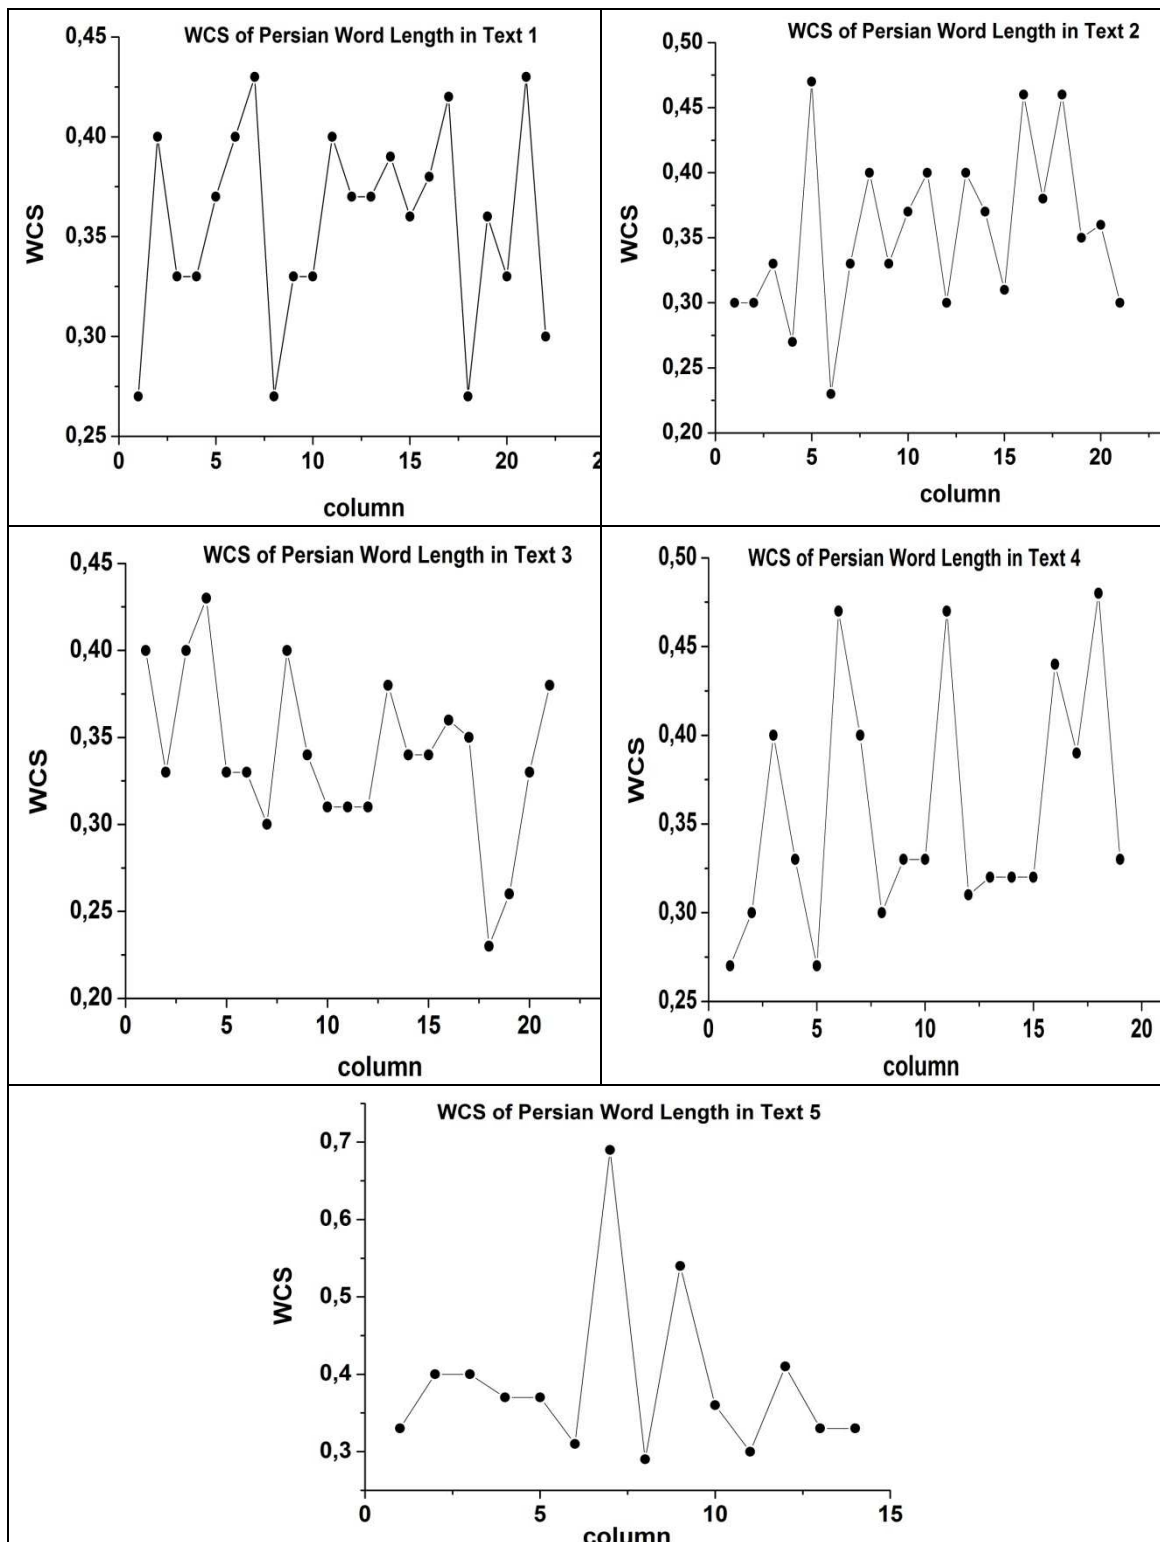 WCS of Persian Word Length in Text 1
0,45
0,40
0,35
0,30
0,25
WCS
0 5 10 15 20 2
column
WCS of Persian Word Length in Text 2
0,50
0,45
0,40
0,35
0,30
0,25
0,20
WCS
0 5 10 15 20
column
WCS of Persian Word Length in Text 3
0,45
0,40
0,35
0,30
0,25
0,20
WCS
0 5 10 15 20
column
WCS of Persian Word Length in Text 4
0,50
0,45
0,40
0,35
0,30
0,25
WCS
0 5 10 15 20
column
WCS of Persian Word Length in Text 5
0,7
0,6
0,5
0,4
0,3
WCS
0 5 10 15
column